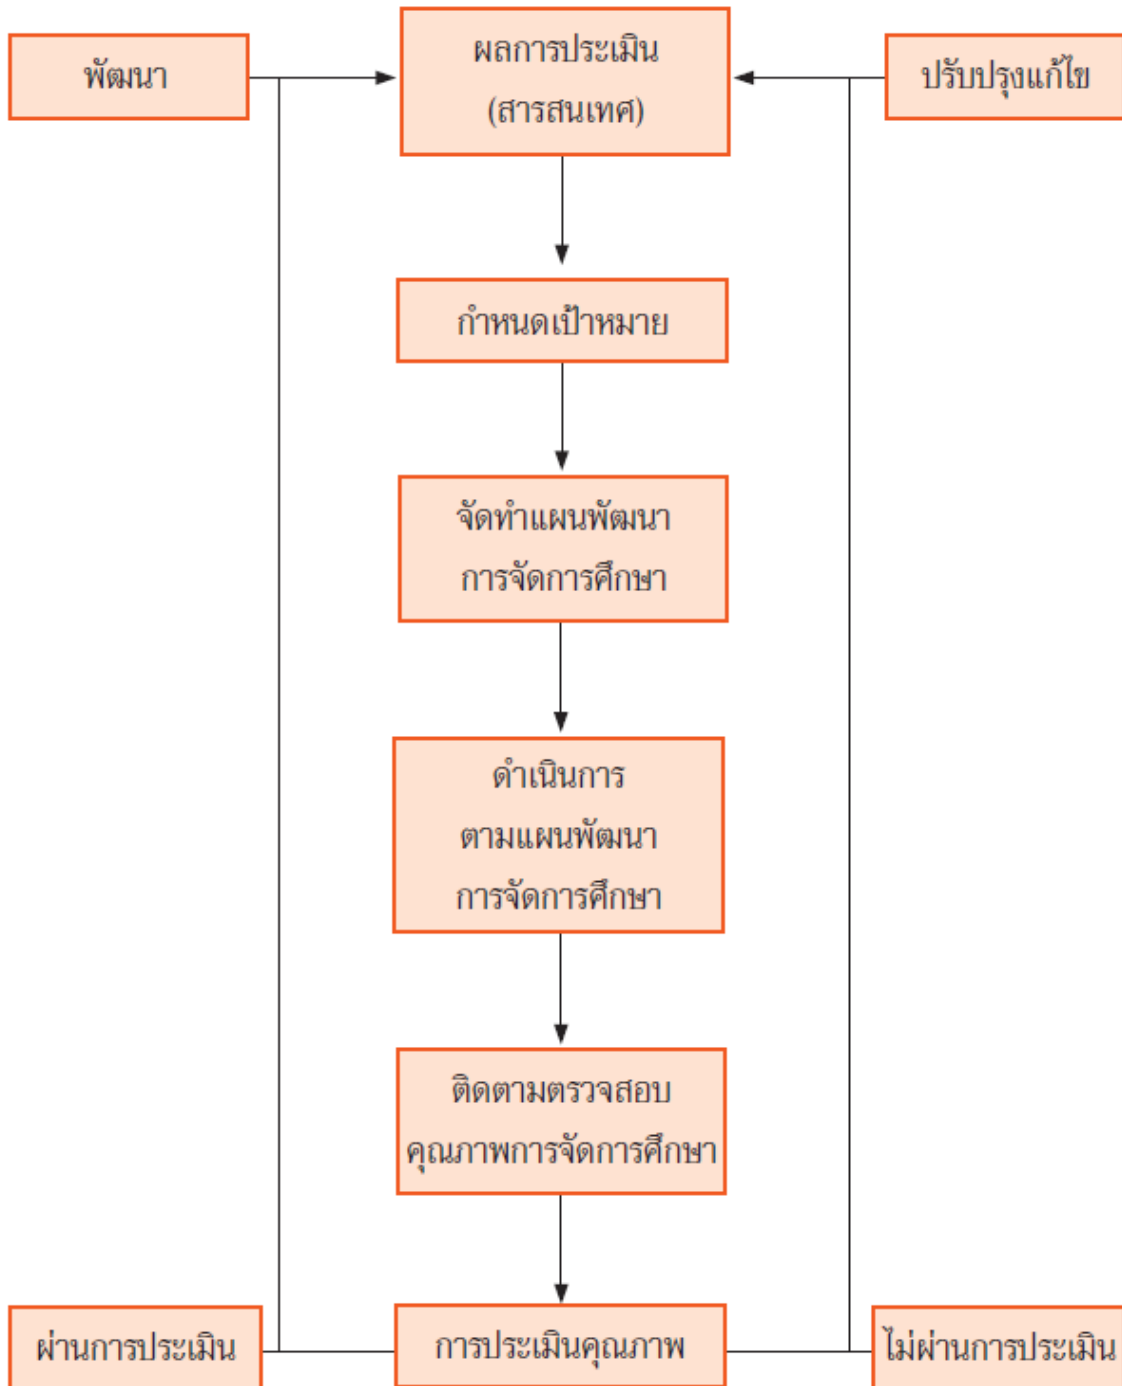 พัฒนา
ผลการประเมิน
(สารสนเทศ)
ปรับปรุงแก้ไข
กำหนดเป้าหมาย
จัดทำแผนพัฒนา
การจัดการศึกษา
ดำเนินการ
ตามแผนพัฒนา
การจัดการศึกษา
ติดตามตรวจสอบ
คุณภาพการจัดการศึกษา
ผ่านการประเมิน
การประเมินคุณภาพ
ไม่ผ่านการประเมิน